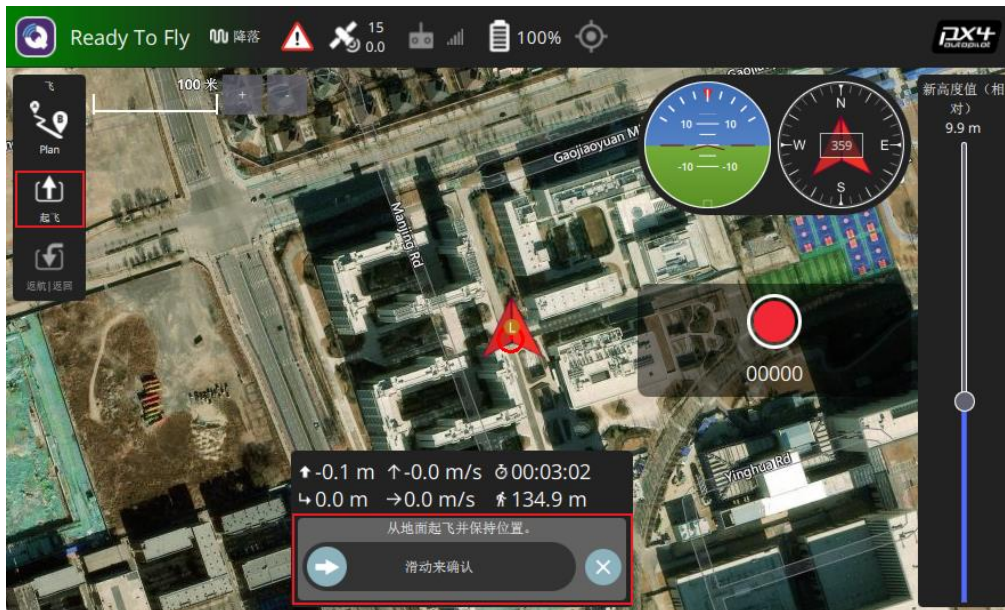 Ready To Fly
降落
15
0.0
100%
PX4
autopilot
飞
Plan
起飞
返航|返回
100 米
+
Gaojiaoyuan M
Manjing Rd
Yinghua Rd
10
10
-10
-10
N
W
359
E
S
新高度值（相
对）
9.9 m
L
00000
-0.1 m
-0.0 m/s
00:03:02
0.0 m
0.0 m/s
134.9 m
从地面起飞并保持位置。
滑动来确认